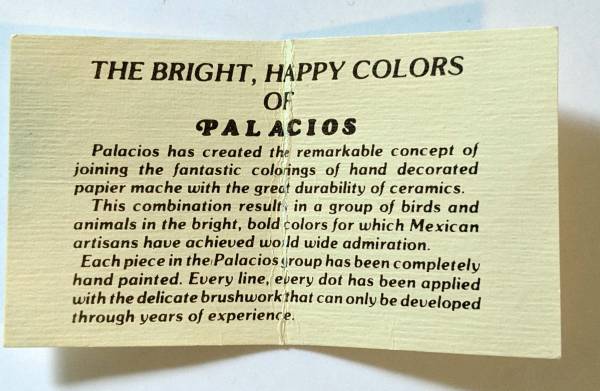 THE BRIGHT, HAPPY COLORS
OF
PALACIOS
Palacios has created the remarkable concept of
joining the fantastic colorings of hand decorated
papier mache with the great durability of ceramics.
This combination results in a group of birds and
animals in the bright, bold colors for which Mexican
artisans have achieved world wide admiration.
Each piece in the Palacios group has been completely
hand painted. Every line, every dot has been applied
with the delicate brushwork that can only be developed
through years of experience.